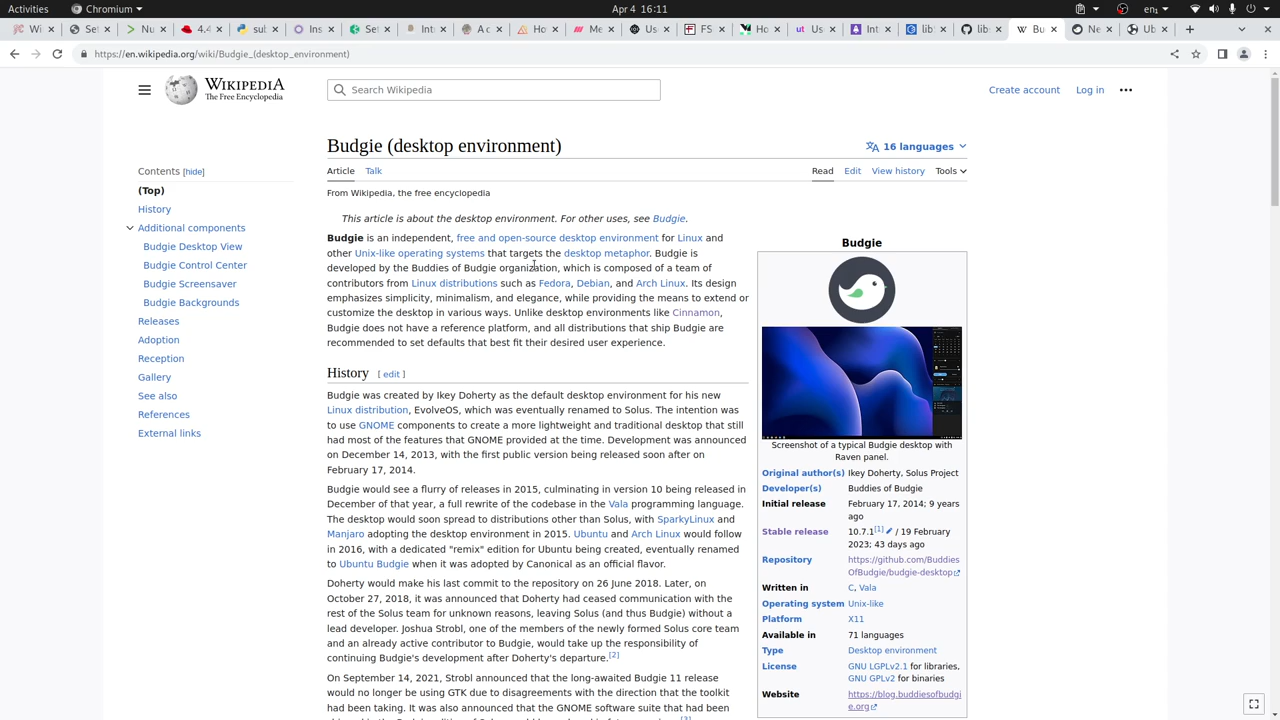 Activities
Chromium
Apr 4 16:11
4.
Se
Nu
su
Se
Int
A c
Ho
Me
Us
FS
Ho
Us
Int
Ab
Gi
lib
Bu
Ne
Ub
https://en.wikipedia.org/wiki/Budgie_(desktop_environment)
WIKIPEDIA
The Free Encyclopedia
Search Wikipedia
Create account
Log in
Budgie (desktop environment)
16 languages
Article
Talk
Read
Edit
View history
Tools
From Wikipedia, the free encyclopedia
Contents [hide]
(Top)
History
Additional components
Budgie Desktop View
Budgie Control Center
Budgie Screensaver
Budgie Backgrounds
Releases
Adoption
Reception
Gallery
See also
References
External links
This article is about the desktop environment. For other uses, see Budgie.
Budgie is an independent, free and open-source desktop environment for Linux and
other Unix-like operating systems that targets the desktop metaphor. Budgie is
developed by the Buddies of Budgie organization, which is composed of a team of
contributors from Linux distributions such as Fedora, Debian, and Arch Linux. Its design
emphasizes simplicity, minimalism, and elegance, while providing the means to extend or
customize the desktop in various ways. Unlike desktop environments like Cinnamon,
Budgie does not have a reference platform, and all distributions that ship Budgie are
recommended to set defaults that best fit their desired user experience.
History [ edit ]
Budgie was created by Ikey Doherty as the default desktop environment for his new
Linux distribution, EvolveOS, which was eventually renamed to Solus. The intention was
to use GNOME components to create a more lightweight and traditional desktop that still
had most of the features that GNOME provided at the time. Development was announced
on December 14, 2013, with the first public version being released soon after on
February 17, 2014.
Budgie would see a flurry of releases in 2015, culminating in version 10 being released in
December of that year, a full rewrite of the codebase in the Vala programming language.
The desktop would soon spread to distributions other than Solus, with SparkyLinux and
Manjaro adopting the desktop environment in 2015. Ubuntu and Arch Linux would follow
in 2016, with a dedicated "remix" edition for Ubuntu being created, eventually renamed
to Ubuntu Budgie when it was adopted by Canonical as an official flavor.
Doherty would make his last commit to the repository on 26 June 2018. Later, on
October 27, 2018, it was announced that Doherty had ceased communication with the
rest of the Solus team for unknown reasons, leaving Solus (and thus Budgie) without a
lead developer. Joshua Strobl, one of the members of the newly formed Solus core team
and an already active contributor to Budgie, would take up the responsibility of
continuing Budgie's development after Doherty's departure.[2]
On September 14, 2021, Strobl announced that the long-awaited Budgie 11 release
would no longer be using GTK due to disagreements with the direction that the toolkit
had been taking. It was also announced that the GNOME software suite that had been
Budgie
Screenshot of a typical Budgie desktop with
Raven panel.
Original author(s) Ikey Doherty, Solus Project
Developer(s) Buddies of Budgie
Initial release February 17, 2014; 9 years
ago
Stable release 10.7.1[1] / 19 February
2023; 43 days ago
Repository https://github.com/Buddies
OfBudgie/budgie-desktop
Written in C, Vala
Operating system Unix-like
Platform X11
Available in 71 languages
Type Desktop environment
License GNU LGPLv2.1 for libraries,
GNU GPLv2 for binaries
Website https://blog.buddiesofbudgi
e.org